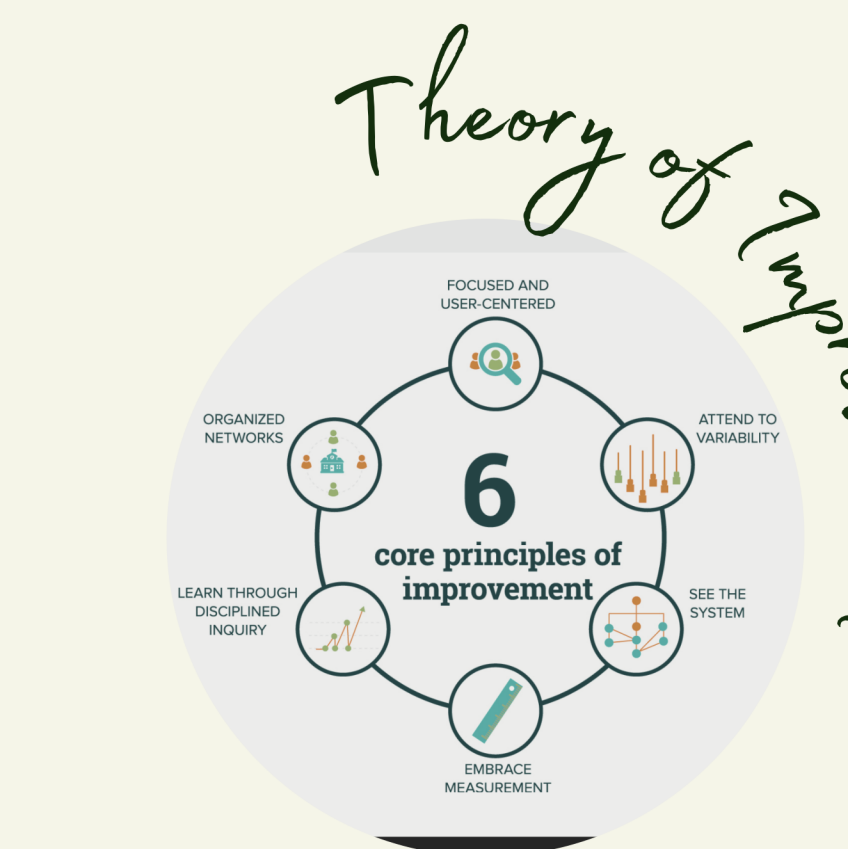 Theory of
FOCUSED AND
USER-CENTERED
ATTEND TO
VARIABILITY
SEE THE
SYSTEM
EMBRACE
MEASUREMENT
LEARN THROUGH
DISCIPLINED
INQUIRY
ORGANIZED
NETWORKS
6
core principles of
improvement